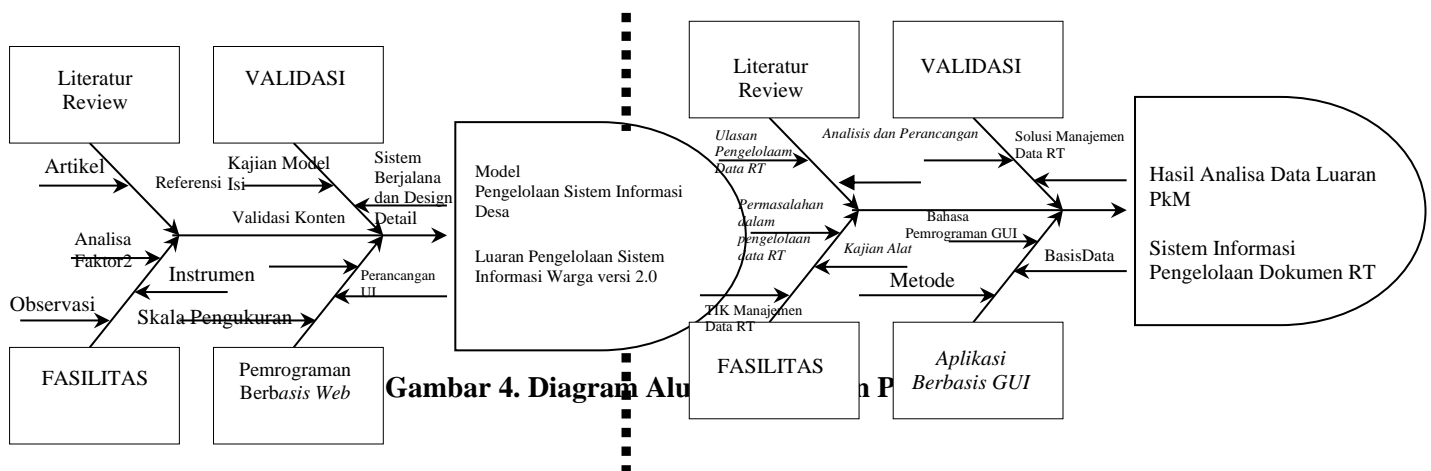 Literatur
Review
VALIDASI
Artikel
Referensi
Kajian Model
Isi
Sistem
Berjalana
dan Design
Detail
Validasi Konten
Analisa
Faktor2
Instrumen
Observasi
Skala Pengukuran
Perancangan
UI
FASILITAS
Pemrograman
Berbasis Web
Model
Pengelolaan Sistem Informasi
Desa
Luaran Pengelolaan Sistem
Informasi Warga versi 2.0
Literatur
Review
VALIDASI
Ulasan
Pengelolaam
Data RT
Analisis dan Perancangan
Solusi Manajemen
Data RT
Permasalahan
dalam
pengelolaan
data RT
Kajian Alat
Bahasa
Pemrograman GUI
BasisData
Metode
TIK Manajemen
Data RT
FASILITAS
Aplikasi
Berbasis GUI
Hasil Analisa Data Luaran
PkM
Sistem Informasi
Pengelolaan Dokumen RT
Gambar 4. Diagram